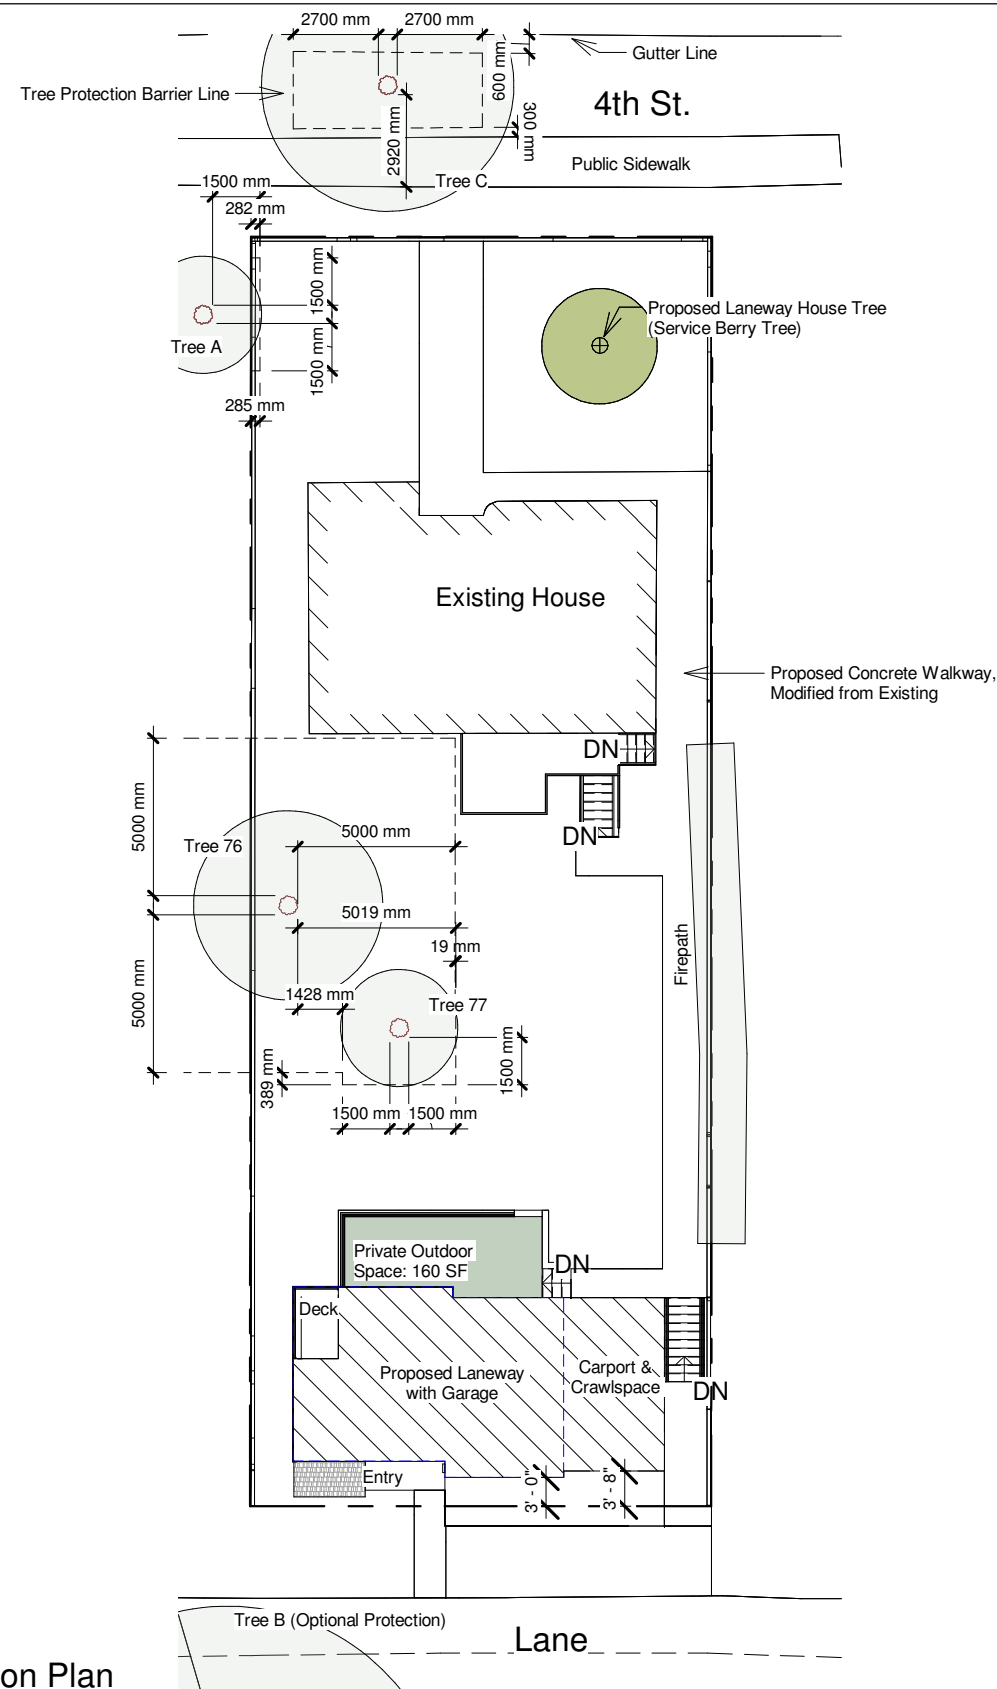 2700 mm
2700 mm
Gutter Line
Tree Protection Barrier Line
600 mm
4th St.
300 mm
2920 mm
Public Sidewalk
1500 mm
Tree C
282 mm
1500 mm
Proposed Laneway House Tree
(Service Berry Tree)
Tree A
1500 mm
285 mm
Existing House
Proposed Concrete Walkway,
Modified from Existing
DN
5000 mm
Tree 76
5000 mm
DN
5019 mm
19 mm
Firepath
5000 mm
1428 mm
Tree 77
1500 mm
389 mm
1500 mm
1500 mm
Private Outdoor
Space: 160 SF
DN
Deck
Proposed Laneway
with Garage
Carport &
Crawlspace
DN
Entry
3' - 0"
3' - 8"
Tree B (Optional Protection)
Lane
on Plan